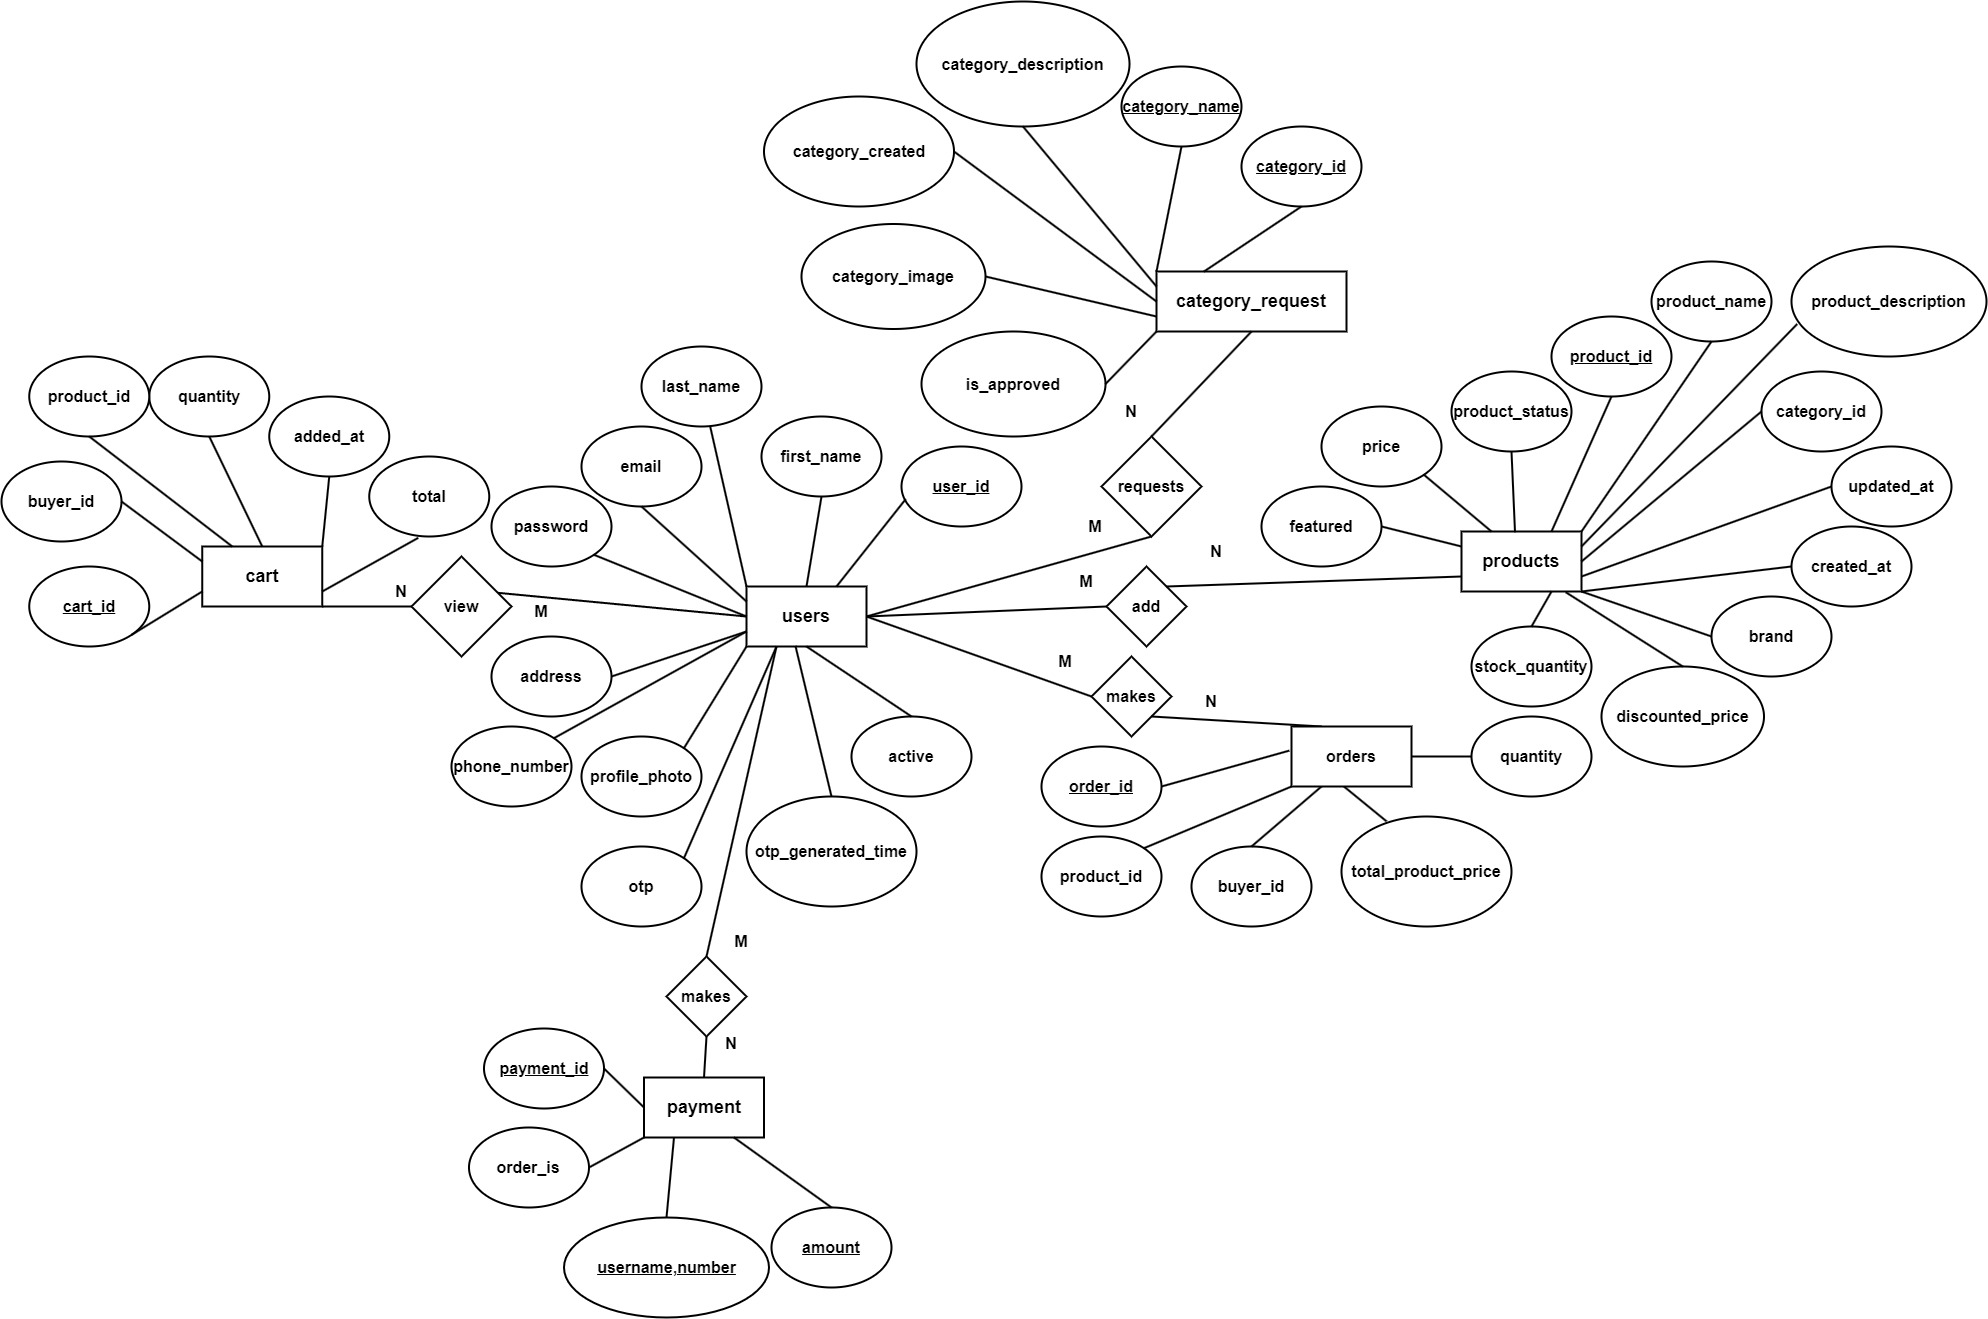 category_description
category_name
category_created
category_id
category_image
category_request
is_approved
N
requests
M
product_name
product_description
product_id
product_status
category_id
price
updated_at
featured
products
created_at
brand
stock_quantity
discounted_price
product_id
quantity
added_at
buyer_id
total
cart
cart_id
N
view
M
last_name
first_name
email
user_id
password
users
address
phone_number
profile_photo
active
otp
otp_generated_time
M
add
N
M
makes
N
orders
quantity
order_id
product_id
buyer_id
total_product_price
M
makes
N
payment_id
payment
order_is
username,number
amount